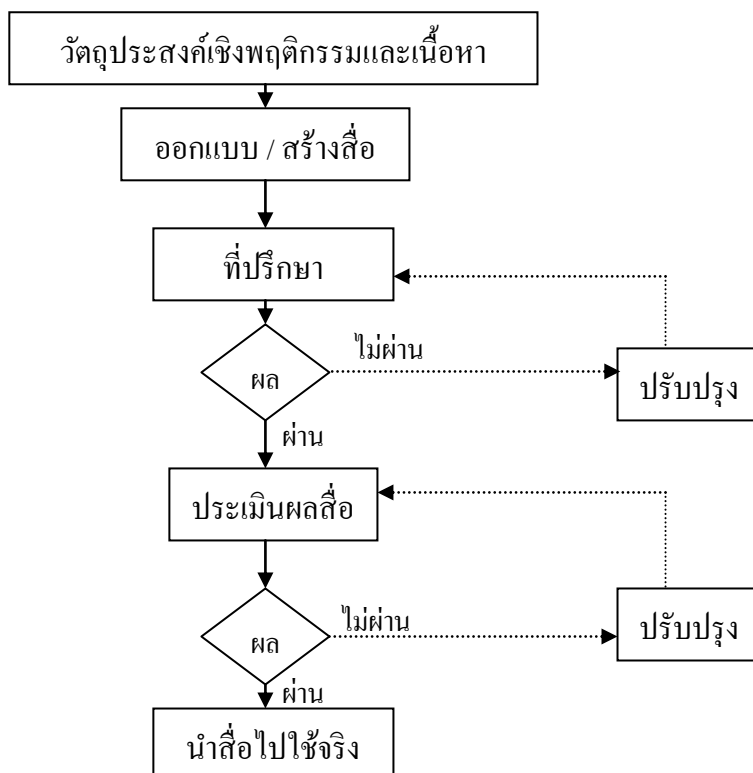 วัตถุประสงค์เชิงพฤติกรรมและเนื้อหา
ออกแบบ / สร้างสื่อ
ที่ปรึกษา
ผล
ไม่ผ่าน
ปรับปรุง
ผ่าน
ประเมินผลสื่อ
ผล
ไม่ผ่าน
ปรับปรุง
ผ่าน
นำสื่อไปใช้จริง